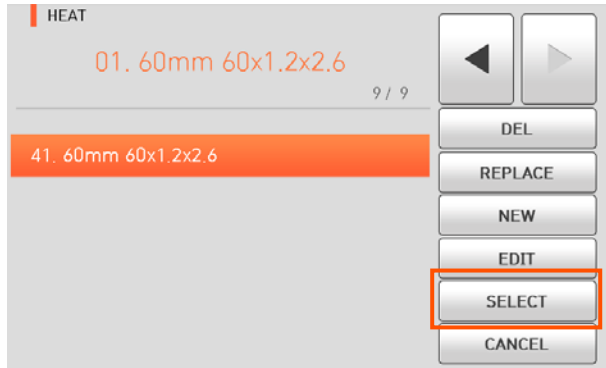 HEAT
01. 60mm 60x1.2x2.6
9/ 9
41. 60mm 60x1.2x2.6
DEL
REPLACE
NEW
EDIT
SELECT
CANCEL